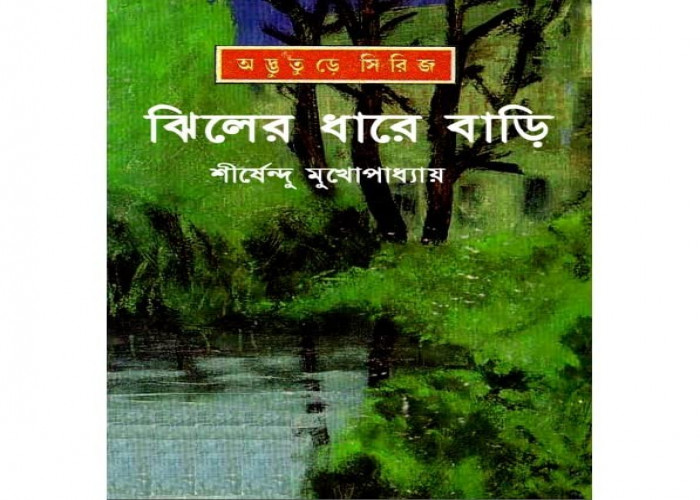 অদ্ভুতুড়ে সিরিজ
ঝিলের ধারে বাড়ি
শীর্ষেন্দু মুখোপাধ্যায়